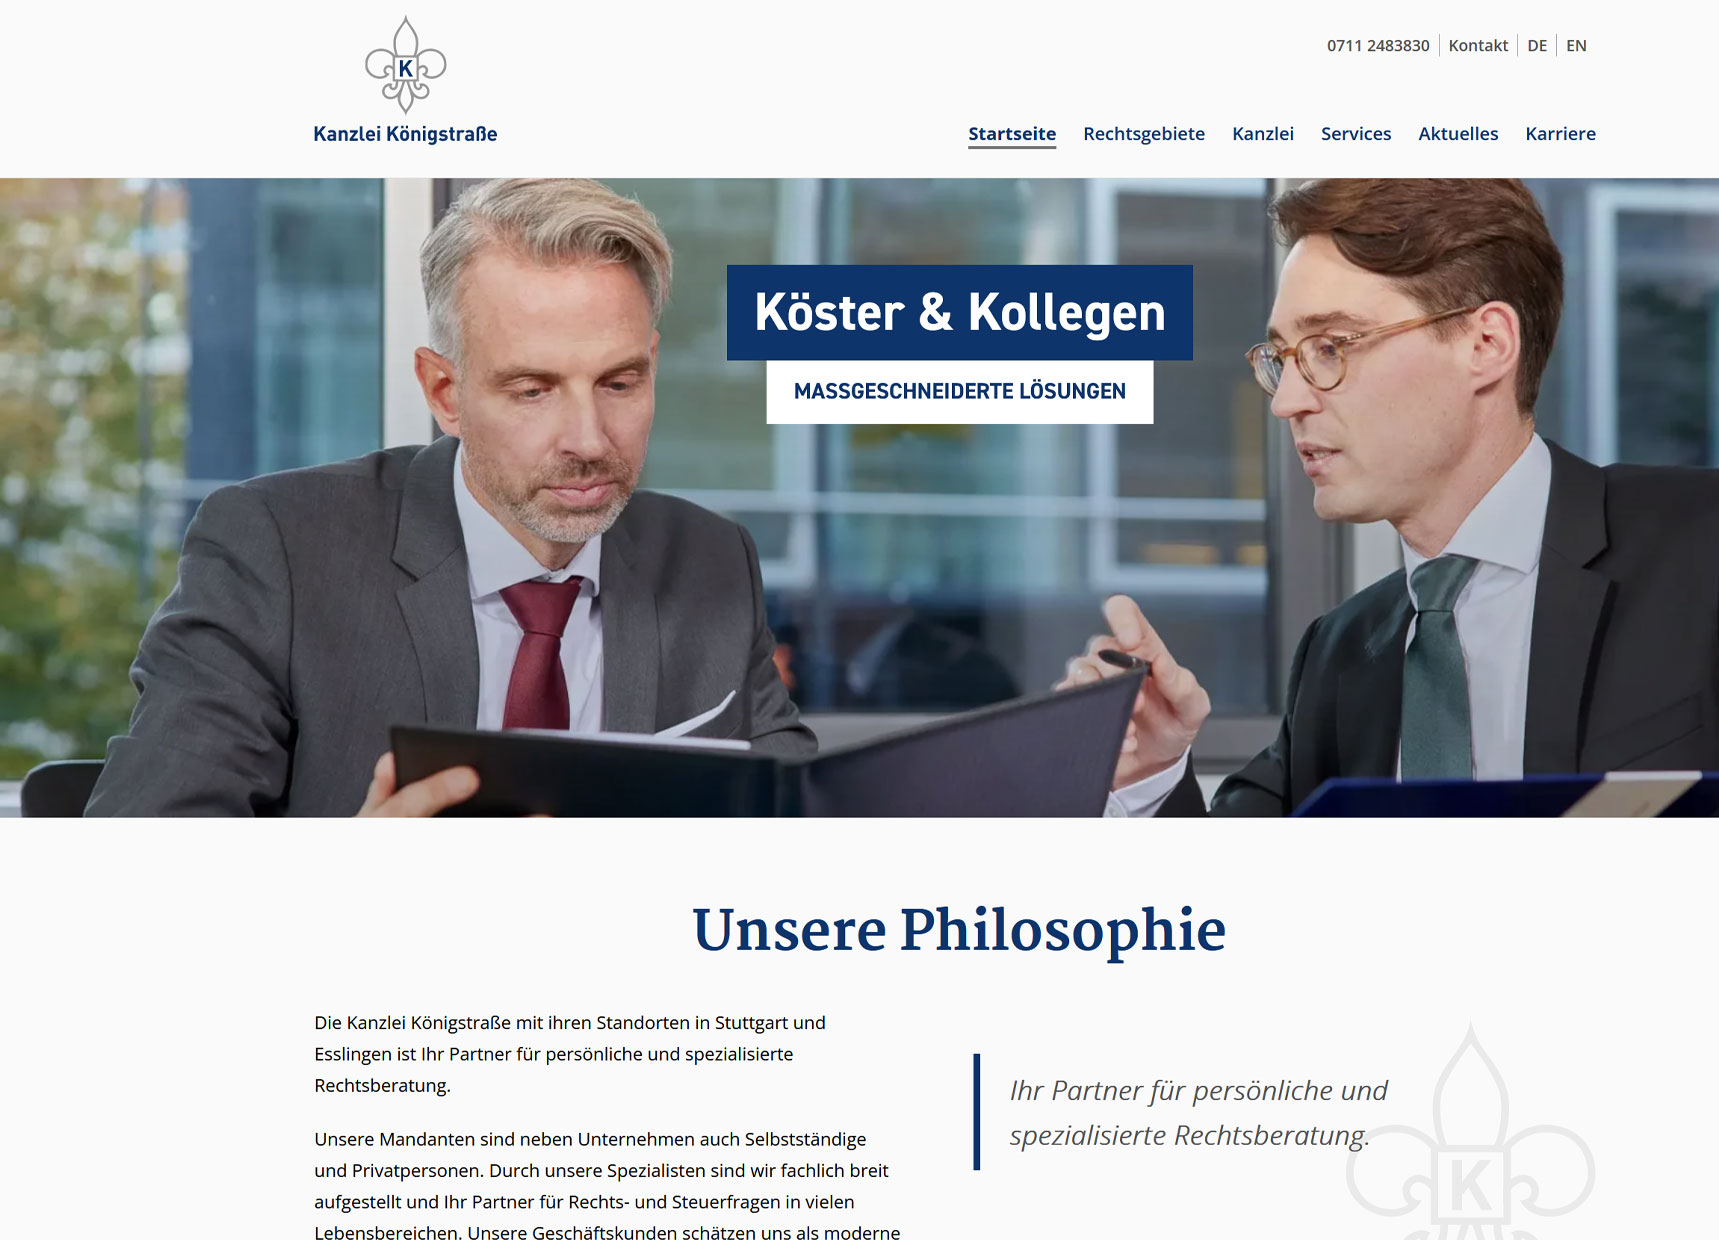 K
Kanzlei Königstraße
0711 2483830 Kontakt DE EN
Startseite Rechtsgebiete Kanzlei Services Aktuelles Karriere
Köster & Kollegen
MASSGESCHNEIDERTE LÖSUNGEN
Unsere Philosophie
Die Kanzlei Königstraße mit ihren Standorten in Stuttgart und
Esslingen ist Ihr Partner für persönliche und spezialisierte
Rechtsberatung.
Unsere Mandanten sind neben Unternehmen auch Selbstständige
und Privatpersonen. Durch unsere Spezialisten sind wir fachlich breit
aufgestellt und Ihr Partner für Rechts- und Steuerfragen in vielen
Lebensbereichen. Unsere Geschäftskunden schätzen uns als moderne
Ihr Partner für persönliche und
spezialisierte Rechtsberatung.
K